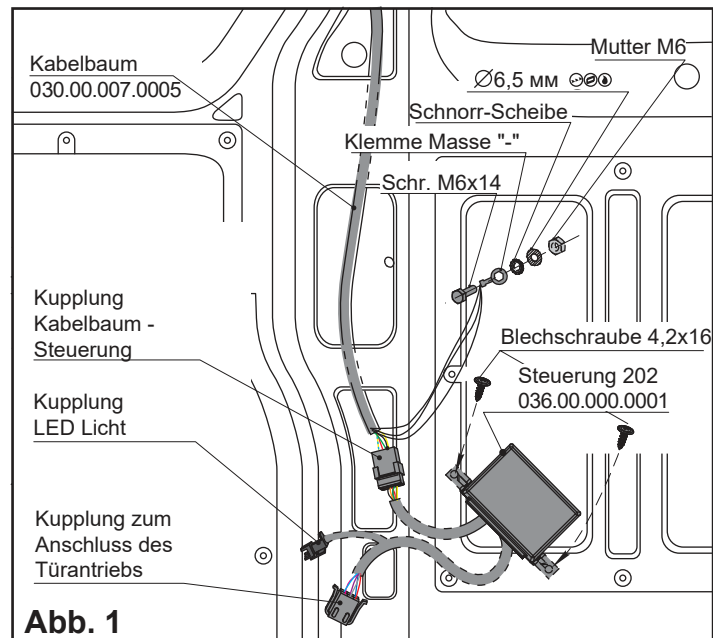 Kabelbaum
030.00.007.0005
Mutter M6
Ø6,5 мм
Schnorr-Scheibe
Klemme Masse "-"
Schr. M6x14
Kupplung
Kabelbaum -
Steuerung
Blechschraube 4,2x16
Steuerung 202
036.00.000.0001
Kupplung
LED Licht
Kupplung zum
Anschluss des
Türantriebs
Abb. 1